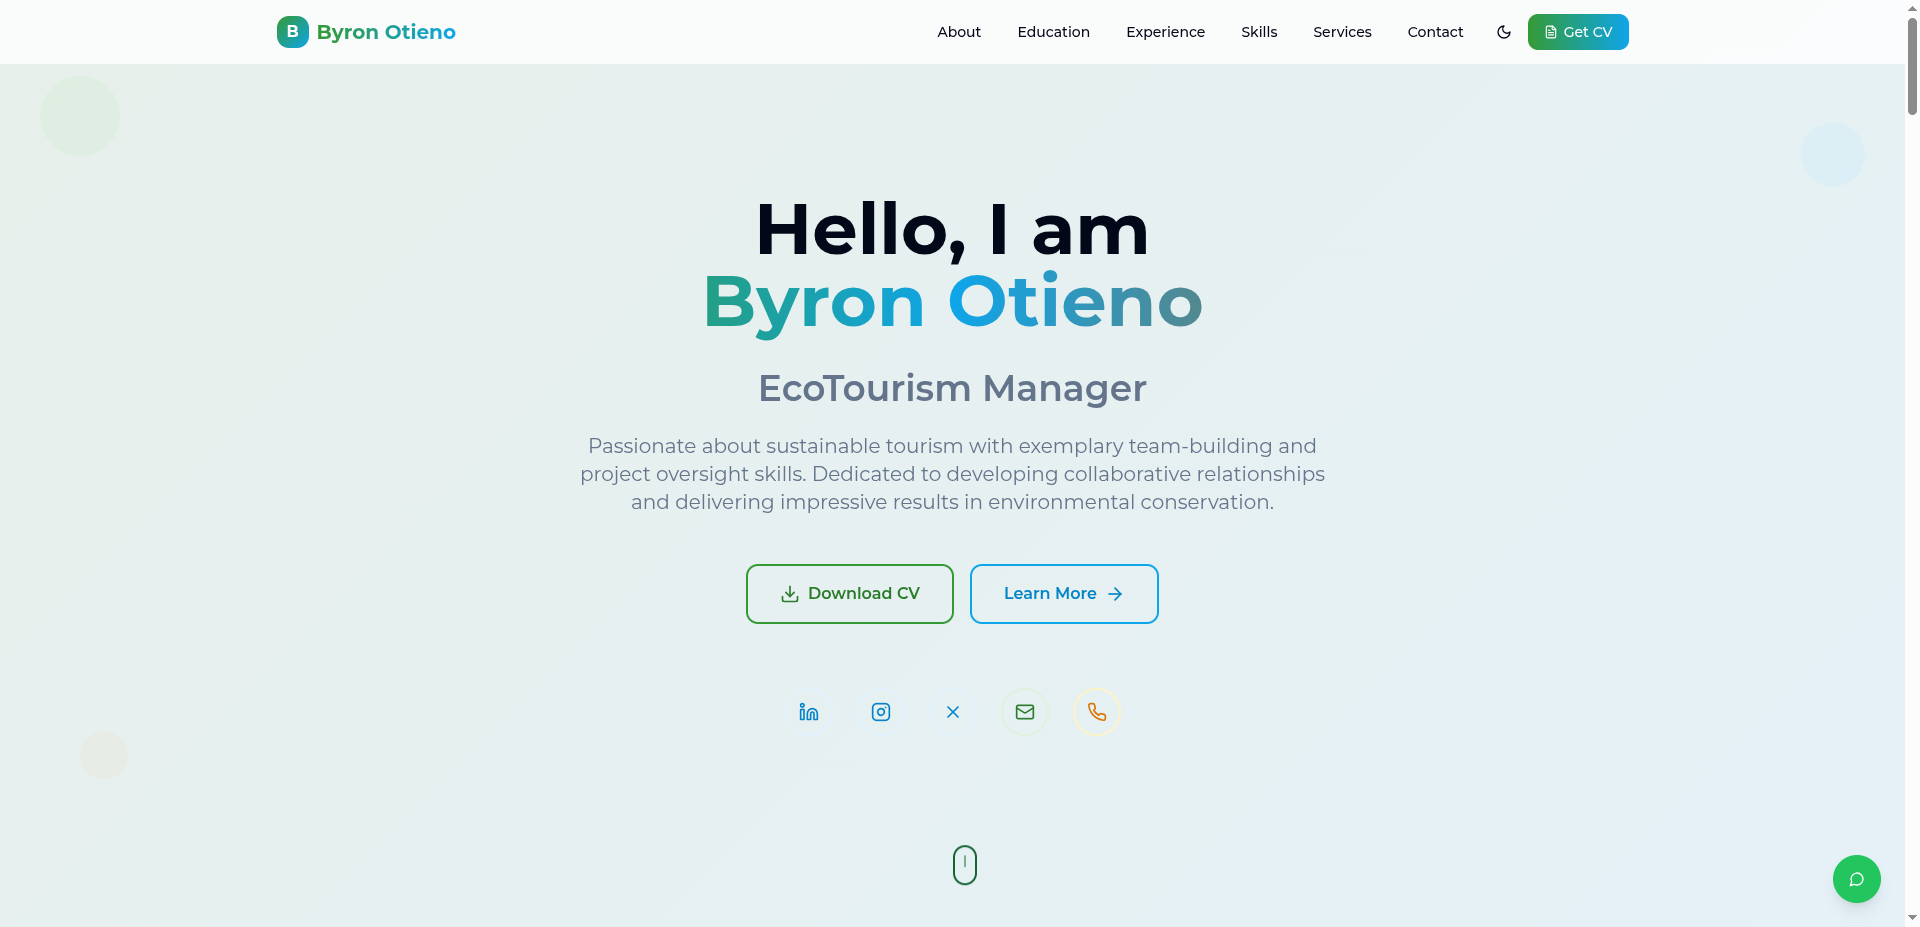 B Byron Otieno
About Education Experience Skills Services Contact Get CV
Hello, I am
Byron Otieno
EcoTourism Manager
Passionate about sustainable tourism with exemplary team-building and
project oversight skills. Dedicated to developing collaborative relationships
and delivering impressive results in environmental conservation.
Download CV
Learn More